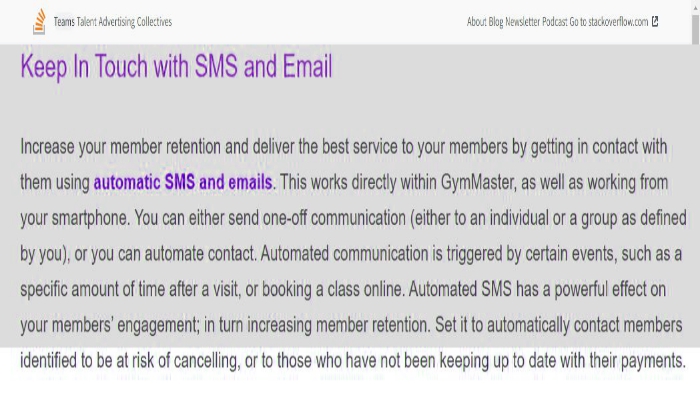 Teams Talent Advertising Collectives
About Blog Newsletter Podcast Go to stackoverflow.com
Keep In Touch with SMS and Email
Increase your member retention and deliver the best service to your members by getting in contact with
them using automatic SMS and emails. This works directly within GymMaster, as well as working from
your smartphone. You can either send one-off communication (either to an individual or a group as defined
by you), or you can automate contact. Automated communication is triggered by certain events, such as a
specific amount of time after a visit, or booking a class online. Automated SMS has a powerful effect on
your members' engagement; in turn increasing member retention. Set it to automatically contact members
identified to be at risk of cancelling, or to those who have not been keeping up to date with their payments.